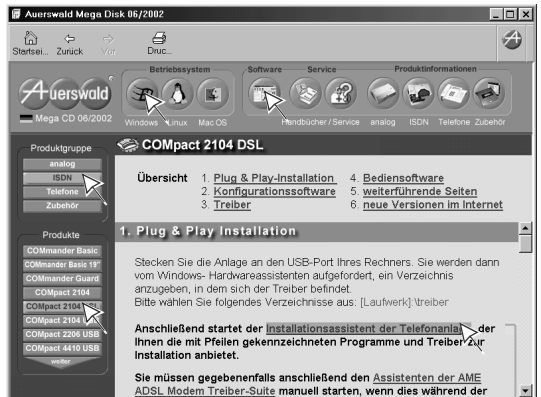 Auerswald Mega Disk 06/2002
Startsei... Zurück Vor Druc...
Betriebssystem Software Service Produktinformationen
Auerswald
Mega CD 06/2002
Windows Linux Mac OS Handbücher / Service analog ISDN Telefone Zubehör
Produktgruppe
analog
ISDN
Telefone
Zubehör
Produkte
COMmander Basic
COMmander Basic 19"
COMmander Guard
COMpact 2104
COMpact 2104 DSL
COMpact 2104 USB
COMpact 2206 USB
COMpact 4410 USB
weiter
COMpact 2104 DSL
Übersicht 1. Plug & Play-Installation 4. Bediensoftware
2. Konfigurationssoftware 5. weiterführende Seiten
3. Treiber 6. neue Versionen im Internet
1. Plug & Play Installation
Stecken Sie die Anlage an den USB-Port Ihres Rechners. Sie werden dann
vom Windows- Hardwareassistenten aufgefordert, ein Verzeichnis
anzugeben, in dem sich der Treiber befindet.
Bitte wählen Sie folgendes Verzeichnisse aus: [Laufwerk]:\treiber
Anschließend startet der Installationsassistent der Telefonanlage, der
Ihnen die mit Pfeilen gekennzeichneten Programme und Treiber zur
Installation anbietet.
Sie müssen gegebenenfalls anschließend den Assistenten der AME
ADSL Modem Treiber-Suite manuell starten, wenn dies während der